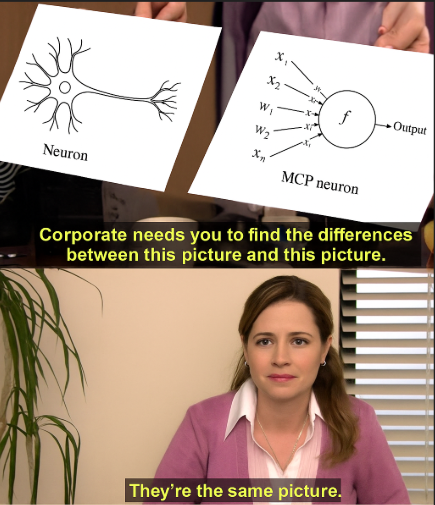 Neuron
x₁
x₂
w₁
w₂
xₙ
f
Output
MCP neuron
Corporate needs you to find the differences
between this picture and this picture.
They're the same picture.